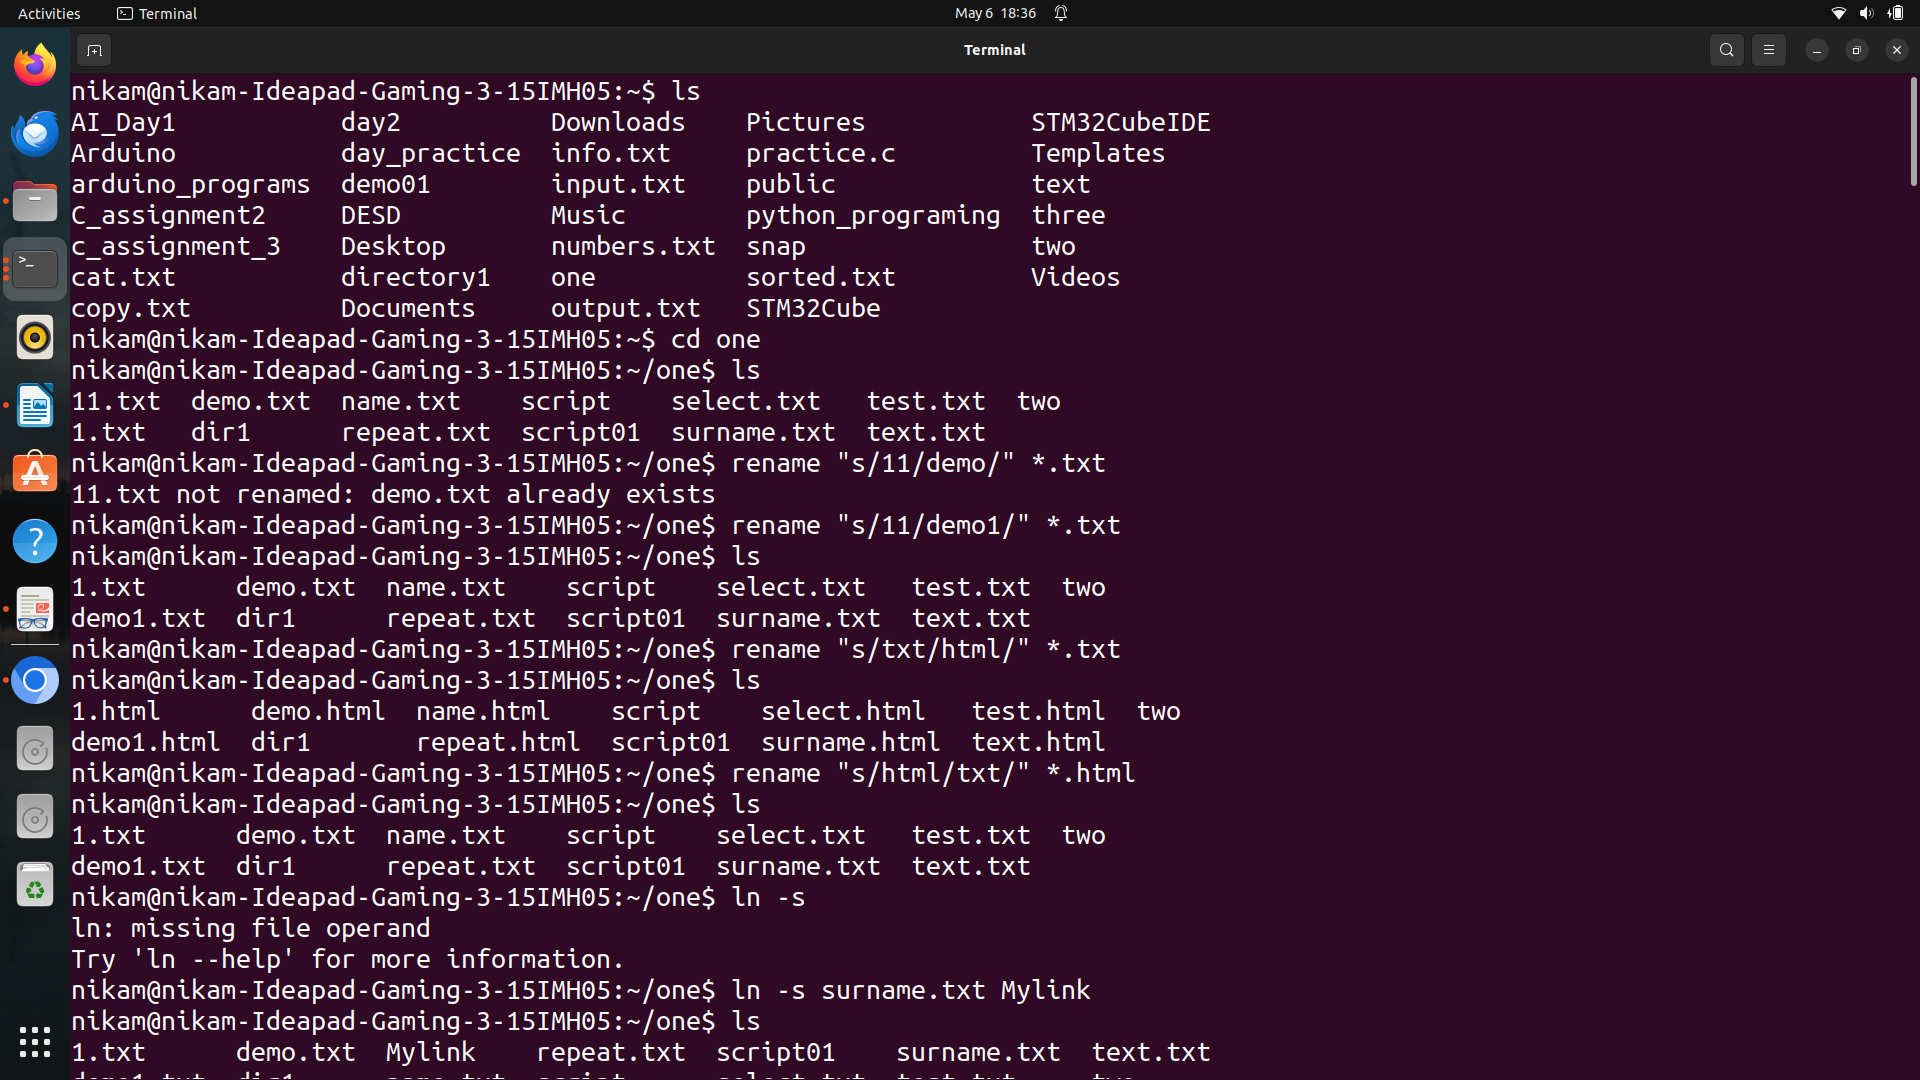 Activities Terminal May 6 18:36
Terminal
nikam@nikam-Ideapad-Gaming-3-15IMH05:~$ ls
AI_Day1 day2 Downloads Pictures STM32CubeIDE
Arduino day_practice info.txt practice.c Templates
arduino_programs demo01 input.txt public text
C_assignment2 DESD Music python_programing three
c_assignment_3 Desktop numbers.txt snap two
cat.txt directory1 one sorted.txt Videos
copy.txt Documents output.txt STM32Cube
nikam@nikam-Ideapad-Gaming-3-15IMH05:~$ cd one
nikam@nikam-Ideapad-Gaming-3-15IMH05:~/one$ ls
11.txt demo.txt name.txt script select.txt test.txt two
1.txt dir1 repeat.txt script01 surname.txt text.txt
nikam@nikam-Ideapad-Gaming-3-15IMH05:~/one$ rename "s/11/demo/" *.txt
11.txt not renamed: demo.txt already exists
nikam@nikam-Ideapad-Gaming-3-15IMH05:~/one$ rename "s/11/demo1/" *.txt
nikam@nikam-Ideapad-Gaming-3-15IMH05:~/one$ ls
1.txt demo.txt name.txt script select.txt test.txt two
demo1.txt dir1 repeat.txt script01 surname.txt text.txt
nikam@nikam-Ideapad-Gaming-3-15IMH05:~/one$ rename "s/txt/html/" *.txt
nikam@nikam-Ideapad-Gaming-3-15IMH05:~/one$ ls
1.html demo.html name.html script select.html test.html two
demo1.html dir1 repeat.html script01 surname.html text.html
nikam@nikam-Ideapad-Gaming-3-15IMH05:~/one$ rename "s/html/txt/" *.html
nikam@nikam-Ideapad-Gaming-3-15IMH05:~/one$ ls
1.txt demo.txt name.txt script select.txt test.txt two
demo1.txt dir1 repeat.txt script01 surname.txt text.txt
nikam@nikam-Ideapad-Gaming-3-15IMH05:~/one$ ln -s
ln: missing file operand
Try 'ln --help' for more information.
nikam@nikam-Ideapad-Gaming-3-15IMH05:~/one$ ln -s surname.txt Mylink
nikam@nikam-Ideapad-Gaming-3-15IMH05:~/one$ ls
1.txt demo.txt Mylink repeat.txt script01 surname.txt text.txt